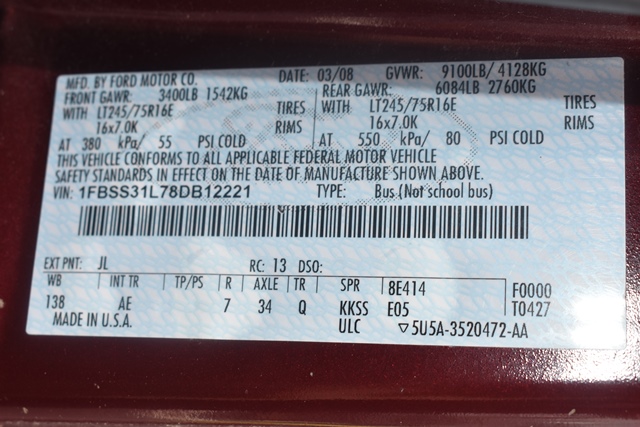 MFD. BY FORD MOTOR CO. DATE: 03/08 GVWR: 9100LB/ 4128KG
FRONT GAWR: 3400LB 1542KG REAR GAWR: 6084LB 2760KG
WITH LT245/75R16E TIRES WITH LT245/75R16E TIRES
16x7.0K RIMS 16x7.0K RIMS
AT 380 kPa/ 55 PSI COLD AT 550 kPa/ 80 PSI COLD
THIS VEHICLE CONFORMS TO ALL APPLICABLE FEDERAL MOTOR VEHICLE
SAFETY STANDARDS IN EFFECT ON THE DATE OF MANUFACTURE SHOWN ABOVE.
VIN: 1FBSS31L78DB12221 TYPE: Bus (Not school bus)
EXT PNT: JL RC: 13 DSO:
WB INT TR TP/PS R AXLE TR SPR 8E414 F0000
138 AE 7 34 Q KKSS E05 T0427
MADE IN U.S.A. ULC ▽5U5A-3520472-AA